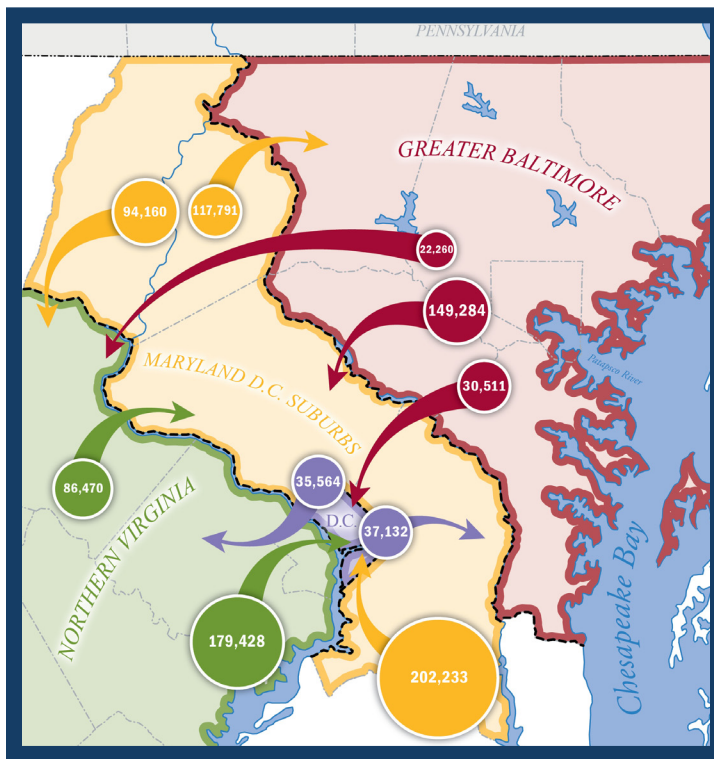 PENNSYLVANIA
GREATER BALTIMORE
94,160
117,791
22,260
149,284
Patapsco River
MARYLAND D.C. SUBURBS
30,511
86,470
35,564
D.C.
37,132
NORTHERN VIRGINIA
Chesapeake Bay
179,428
202,233